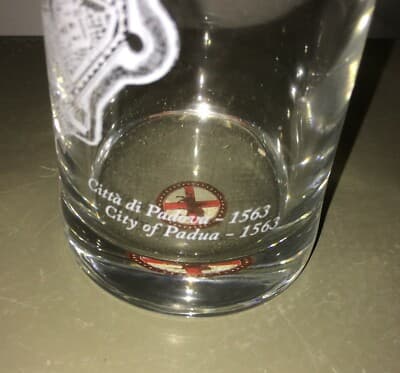 Città di Padova - 1563
City of Padua - 1563